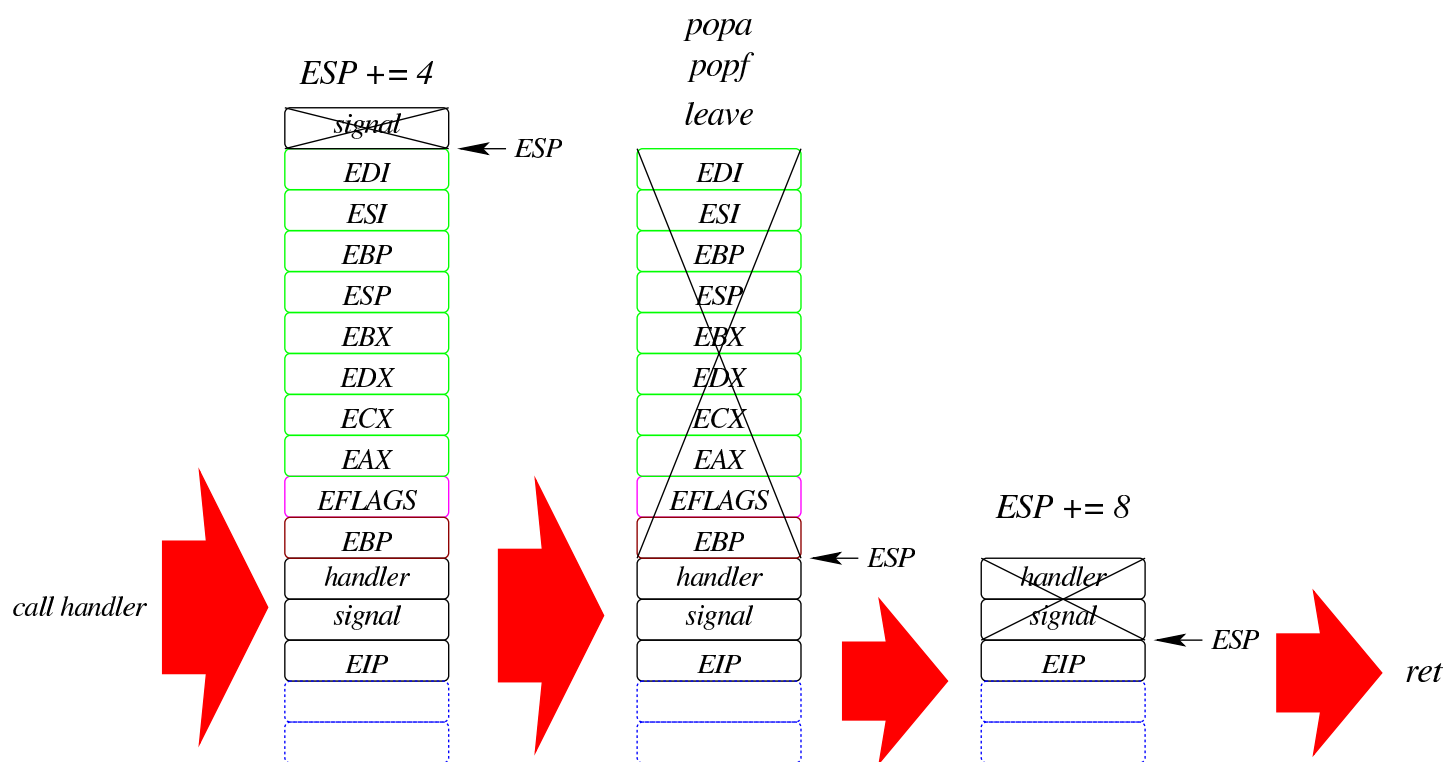 call handler
ESP += 4
signal
ESP
EDI
ESI
EBP
ESP
EBX
EDX
ECX
EAX
EFLAGS
EBP
handler
signal
EIP
popa
popf
leave
EDI
ESI
EBP
ESP
EBX
EDX
ECX
EAX
EFLAGS
EBP
ESP
handler
signal
EIP
ESP += 8
handler
signal
ESP
EIP
ret